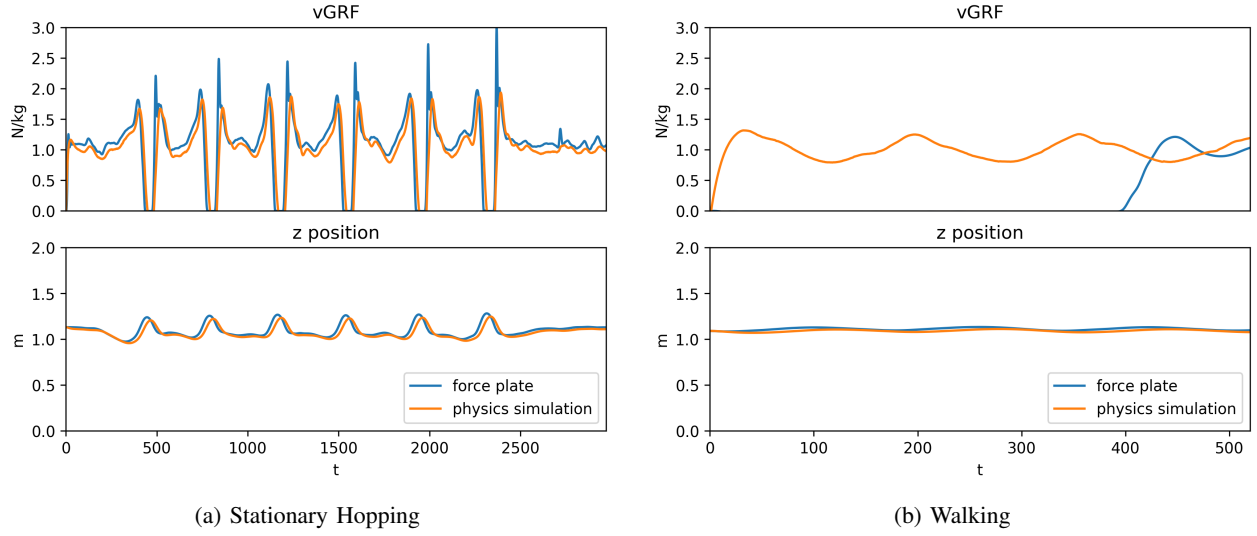 vGRF
3.0
2.5
2.0
1.5
1.0
0.5
0.0
N/kg
z position
2.0
1.5
1.0
0.5
0.0
m
force plate
physics simulation
0 500 1000 1500 2000 2500
t
(a) Stationary Hopping
vGRF
3.0
2.5
2.0
1.5
1.0
0.5
0.0
N/kg
z position
2.0
1.5
1.0
0.5
0.0
m
force plate
physics simulation
0 100 200 300 400 500
t
(b) Walking